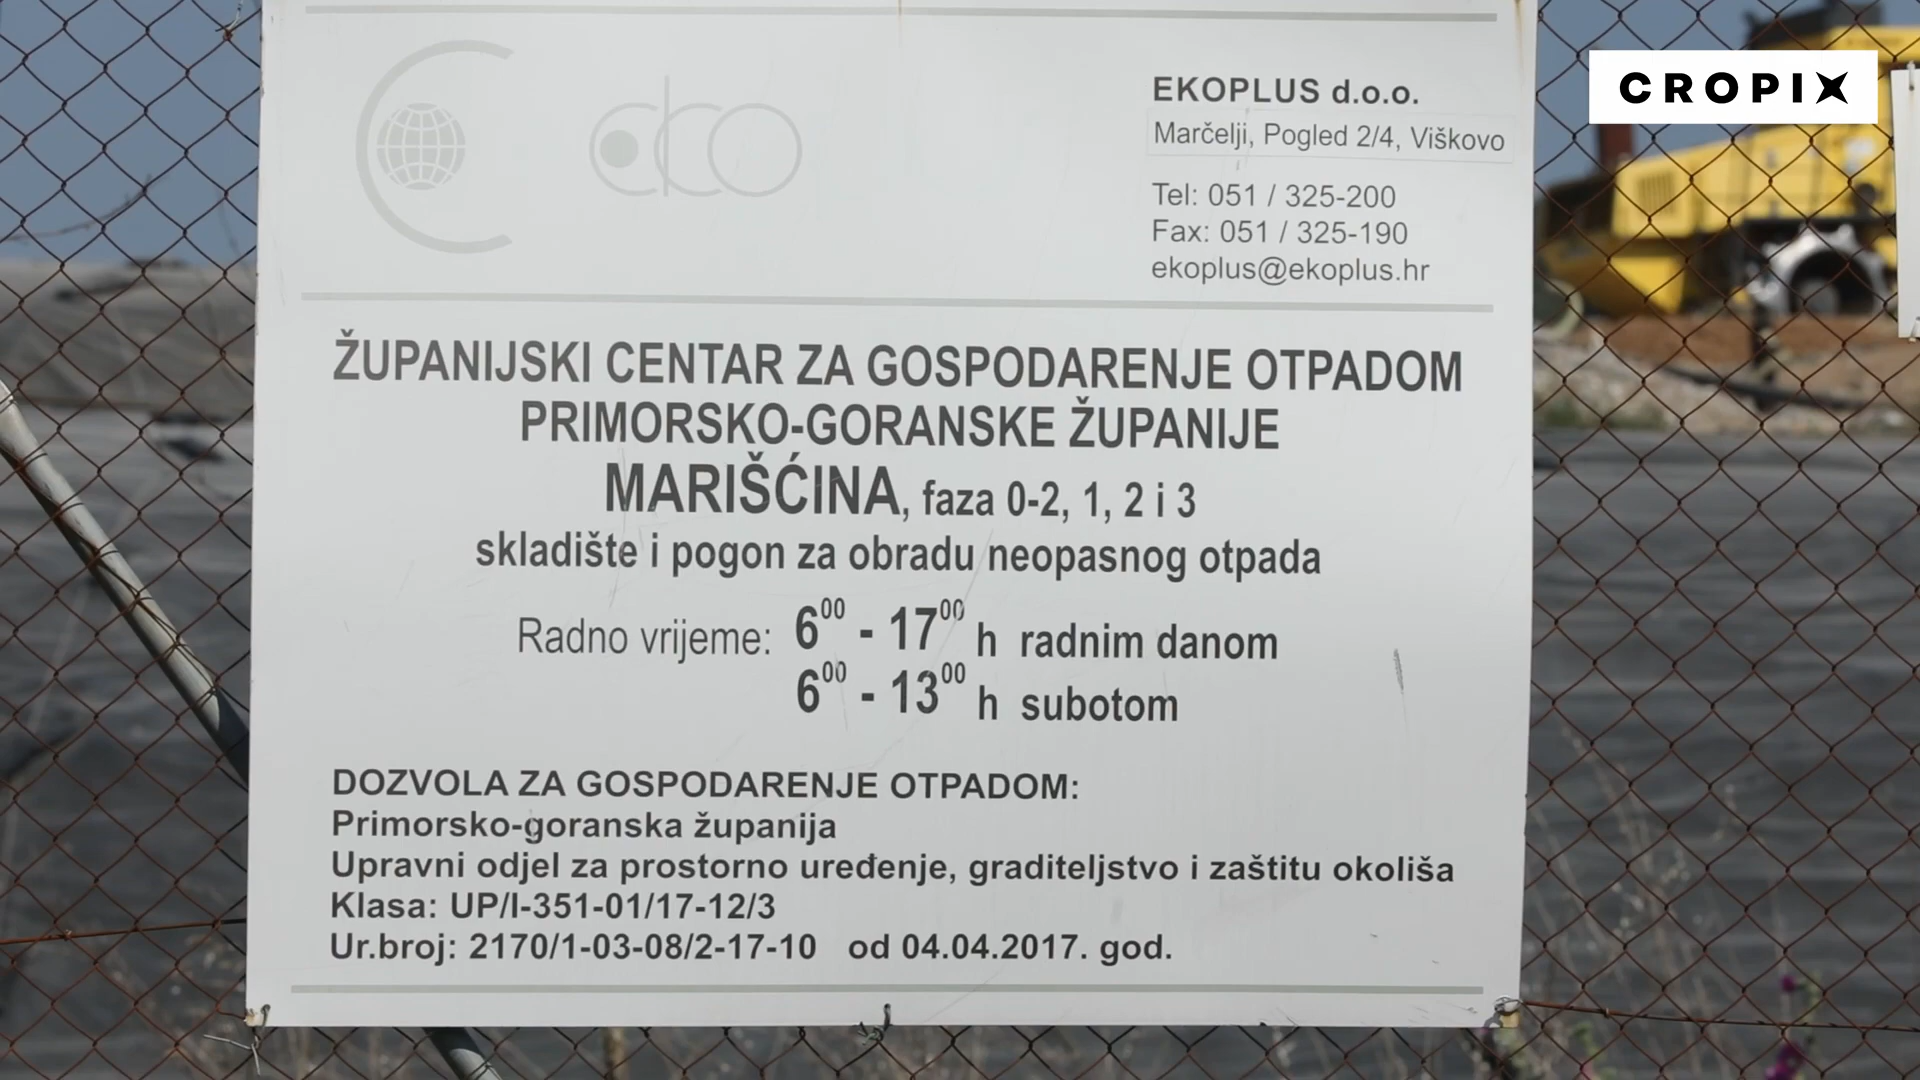 CROPIX
eko
EKOPLUS d.o.o.
Marčelji, Pogled 2/4, Viškovo
Tel: 051 / 325-200
Fax: 051 / 325-190
ekoplus@ekoplus.hr
ŽUPANIJSKI CENTAR ZA GOSPODARENJE OTPADOM
PRIMORSKO-GORANSKE ŽUPANIJE
MARIŠĆINA, faza 0-2, 1, 2 i 3
skladište i pogon za obradu neopasnog otpada
Radno vrijeme: 6⁰⁰ - 17⁰⁰ h radnim danom
6⁰⁰ - 13⁰⁰ h subotom
DOZVOLA ZA GOSPODARENJE OTPADOM:
Primorsko-goranska županija
Upravni odjel za prostorno uređenje, graditeljstvo i zaštitu okoliša
Klasa: UP/I-351-01/17-12/3
Ur.broj: 2170/1-03-08/2-17-10 od 04.04.2017. god.